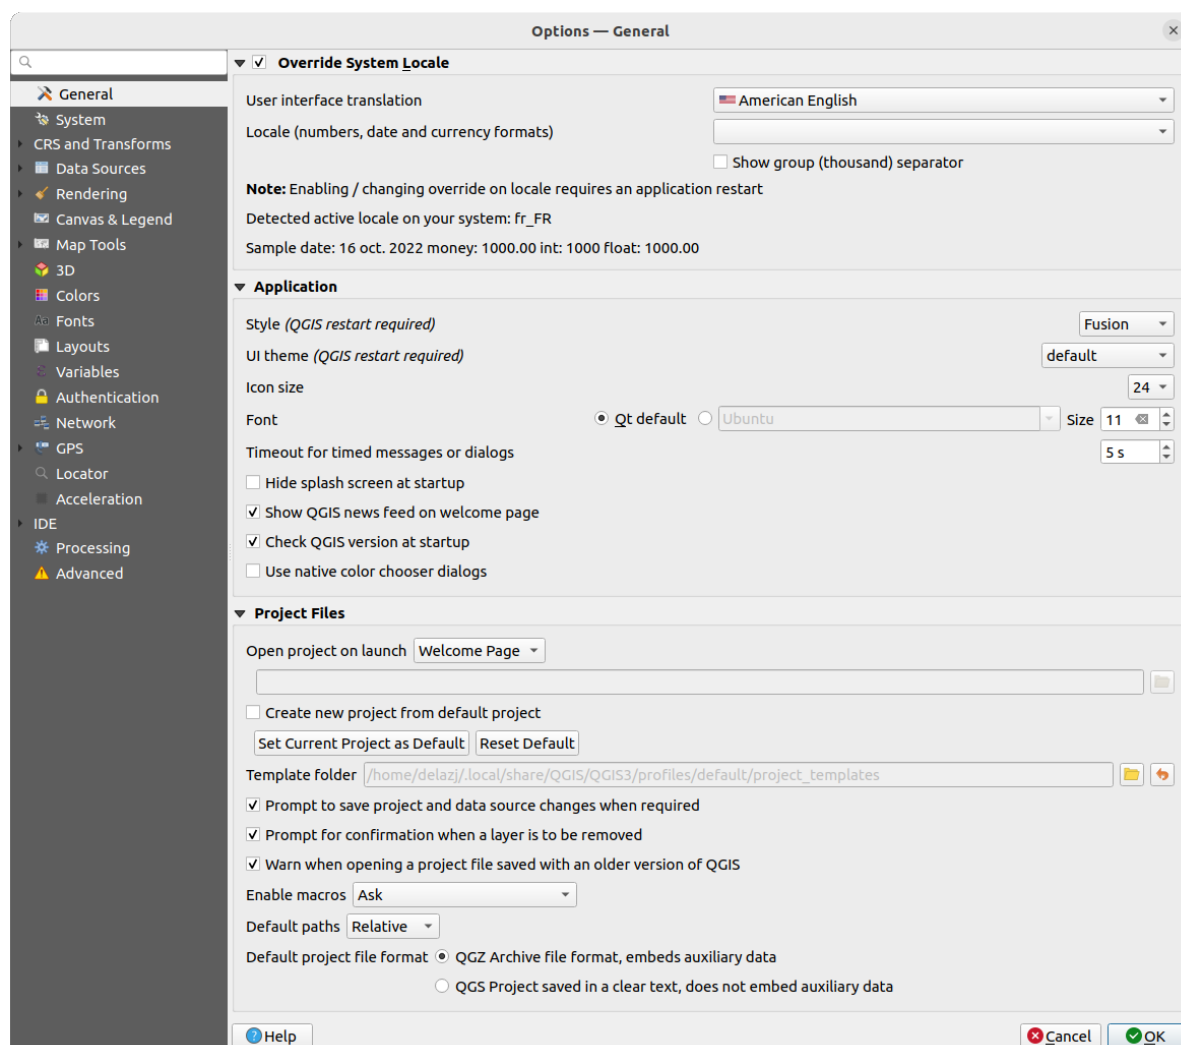 Options — General
General
System
CRS and Transforms
Data Sources
Rendering
Canvas & Legend
Map Tools
3D
Colors
Fonts
Layouts
Variables
Authentication
Network
GPS
Locator
Acceleration
IDE
Processing
Advanced
Override System Locale
User interface translation American English
Locale (numbers, date and currency formats)
Show group (thousand) separator
Note: Enabling / changing override on locale requires an application restart
Detected active locale on your system: fr_FR
Sample date: 16 oct. 2022 money: 1000.00 int: 1000 float: 1000.00
Application
Style (QGIS restart required) Fusion
UI theme (QGIS restart required) default
Icon size 24
Font Qt default Ubuntu Size 11
Timeout for timed messages or dialogs 5 s
Hide splash screen at startup
Show QGIS news feed on welcome page
Check QGIS version at startup
Use native color chooser dialogs
Project Files
Open project on launch Welcome Page
Create new project from default project
Set Current Project as Default Reset Default
Template folder /home/delazj/.local/share/QGIS/QGIS3/profiles/default/project_templates
Prompt to save project and data source changes when required
Prompt for confirmation when a layer is to be removed
Warn when opening a project file saved with an older version of QGIS
Enable macros Ask
Default paths Relative
Default project file format QGZ Archive file format, embeds auxiliary data
QGS Project saved in a clear text, does not embed auxiliary data
Help Cancel OK